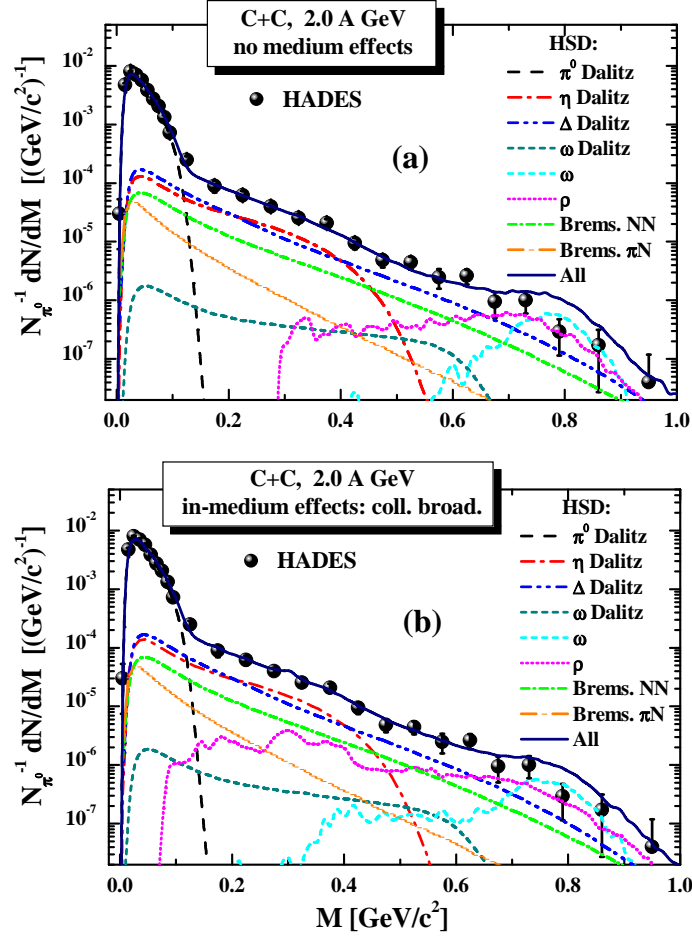 C+C, 2.0 A GeV
no medium effects
HADES
(a)
HSD:
π⁰ Dalitz
η Dalitz
Δ Dalitz
ω Dalitz
ω
ρ
Brems. NN
Brems. πN
All
N_π⁰⁻¹ dN/dM [(GeV/c²)⁻¹]
10⁻²
10⁻³
10⁻⁴
10⁻⁵
10⁻⁶
10⁻⁷
0.0 0.2 0.4 0.6 0.8 1.0
C+C, 2.0 A GeV
in-medium effects: coll. broad.
HADES
(b)
HSD:
π⁰ Dalitz
η Dalitz
Δ Dalitz
ω Dalitz
ω
ρ
Brems. NN
Brems. πN
All
N_π⁰⁻¹ dN/dM [(GeV/c²)⁻¹]
10⁻²
10⁻³
10⁻⁴
10⁻⁵
10⁻⁶
10⁻⁷
0.0 0.2 0.4 0.6 0.8 1.0
M [GeV/c²]